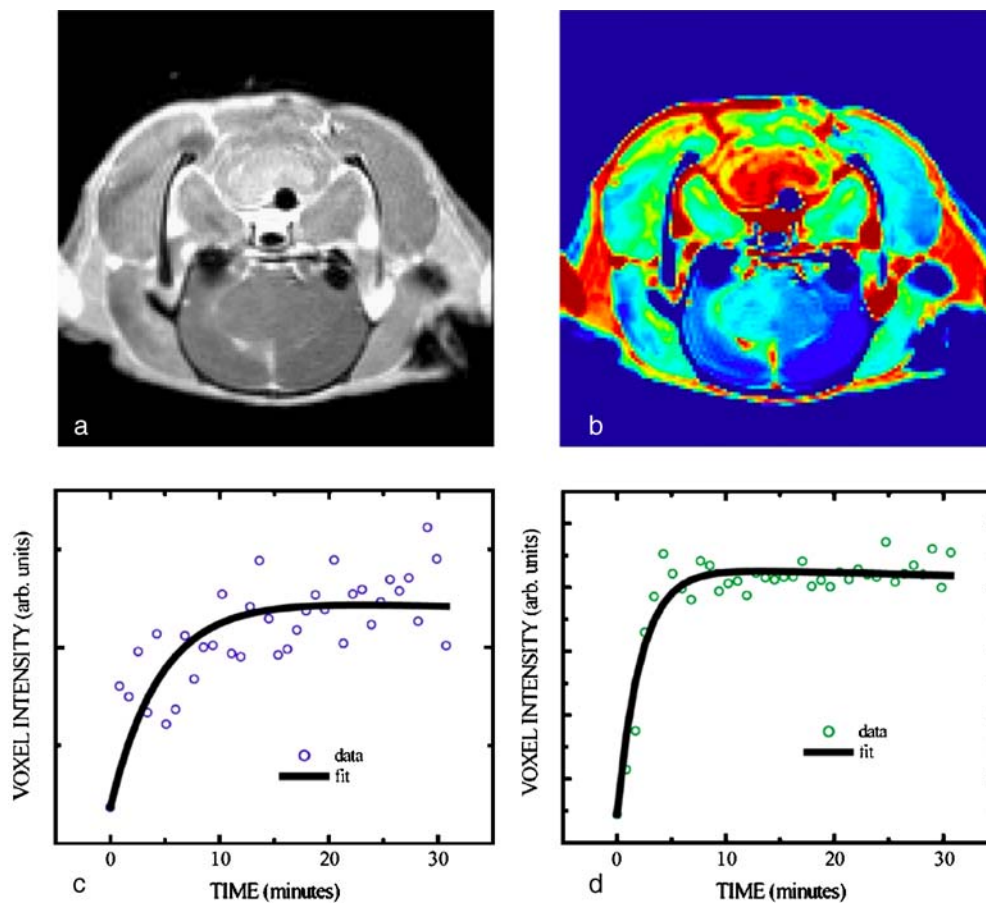 a
b
VOXEL INTENSITY (arb. units)
data
fit
0 10 20 30
TIME (minutes)
c
VOXEL INTENSITY (arb. units)
data
fit
0 10 20 30
TIME (minutes)
d